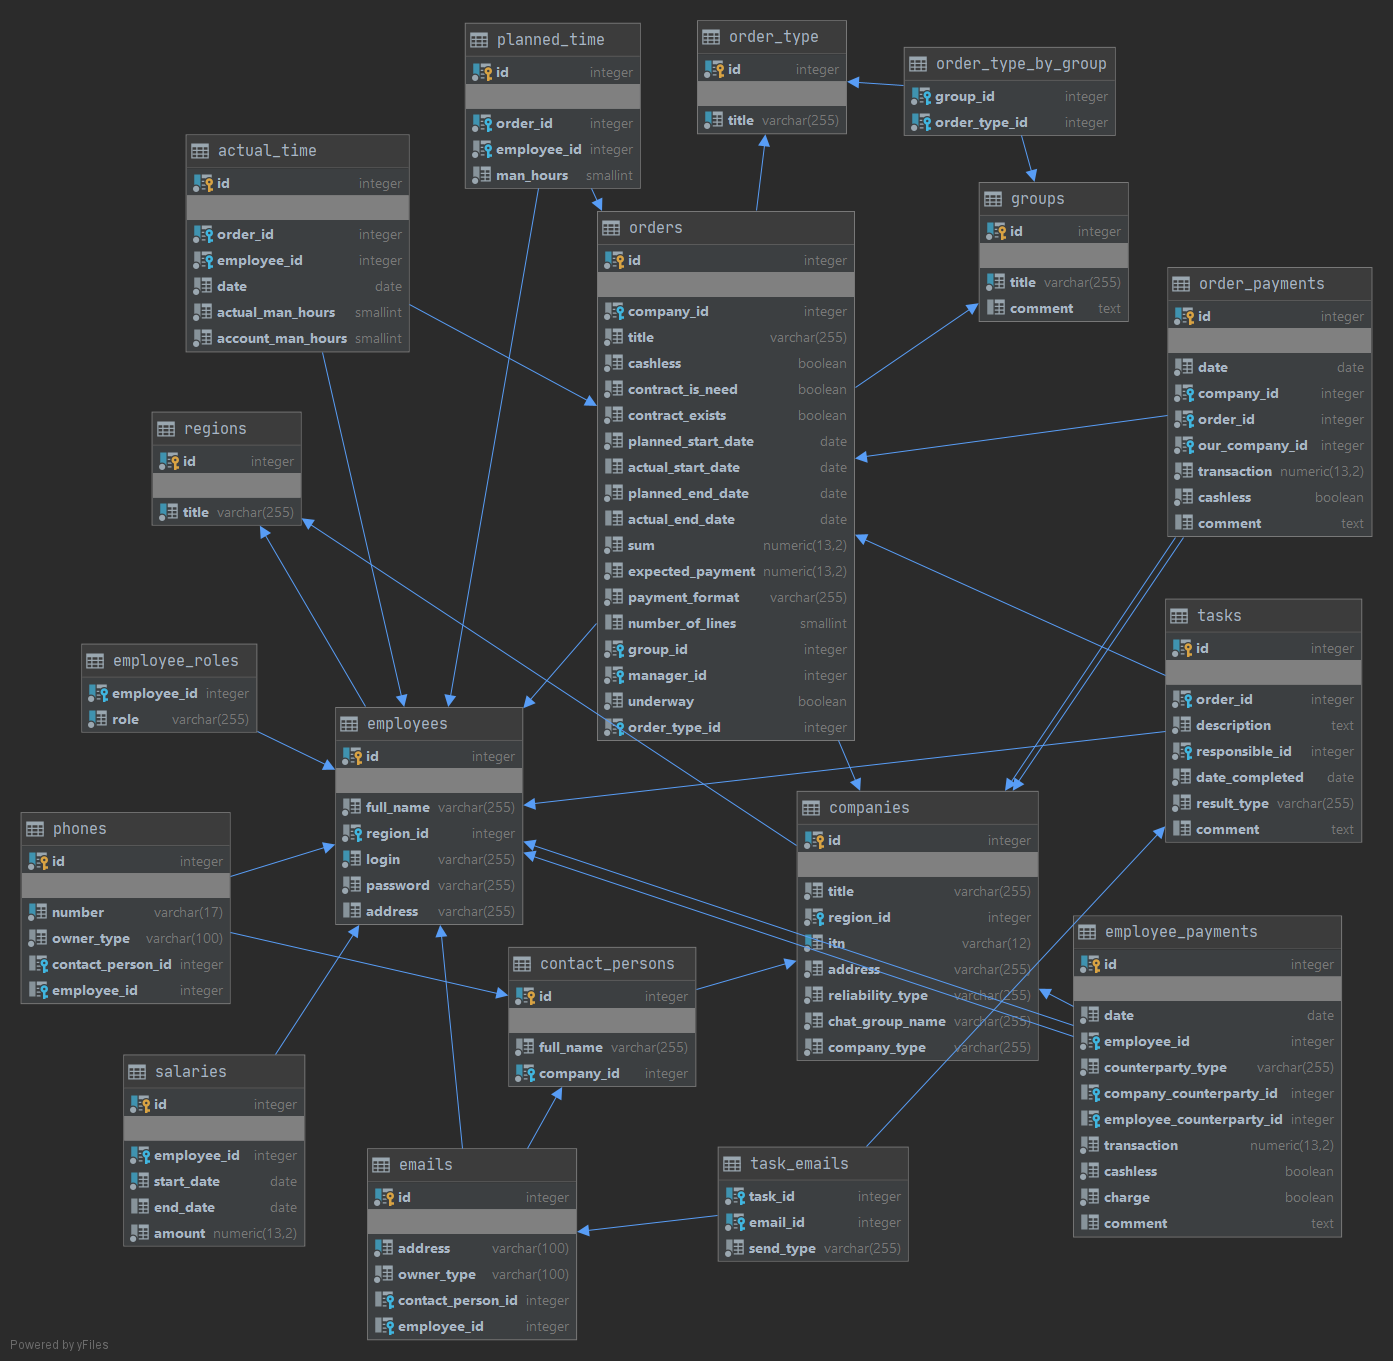 planned_time
id integer
order_id integer
employee_id integer
man_hours smallint
order_type
id integer
title varchar(255)
order_type_by_group
group_id integer
order_type_id integer
actual_time
id integer
order_id integer
employee_id integer
date date
actual_man_hours smallint
account_man_hours smallint
groups
id integer
title varchar(255)
comment text
orders
id integer
company_id integer
title varchar(255)
cashless boolean
contract_is_need boolean
contract_exists boolean
planned_start_date date
actual_start_date date
planned_end_date date
actual_end_date date
sum numeric(13,2)
expected_payment numeric(13,2)
payment_format varchar(255)
number_of_lines smallint
group_id integer
manager_id integer
underway boolean
order_type_id integer
order_payments
id integer
date date
company_id integer
order_id integer
our_company_id integer
transaction numeric(13,2)
cashless boolean
comment text
regions
id integer
title varchar(255)
tasks
id integer
order_id integer
description text
responsible_id integer
date_completed date
result_type varchar(255)
comment text
employee_roles
employee_id integer
role varchar(255)
employees
id integer
full_name varchar(255)
region_id integer
login varchar(255)
password varchar(255)
address varchar(255)
companies
id integer
title varchar(255)
region_id integer
itn varchar(12)
address varchar(255)
reliability_type varchar(255)
chat_group_name varchar(255)
company_type varchar(255)
phones
id integer
number varchar(17)
owner_type varchar(100)
contact_person_id integer
employee_id integer
employee_payments
id integer
date date
employee_id integer
counterparty_type varchar(255)
company_counterparty_id integer
employee_counterparty_id integer
transaction numeric(13,2)
cashless boolean
charge boolean
comment text
contact_persons
id integer
full_name varchar(255)
company_id integer
salaries
id integer
employee_id integer
start_date date
end_date date
amount numeric(13,2)
emails
id integer
address varchar(100)
owner_type varchar(100)
contact_person_id integer
employee_id integer
task_emails
task_id integer
email_id integer
send_type varchar(255)
Powered by yFiles